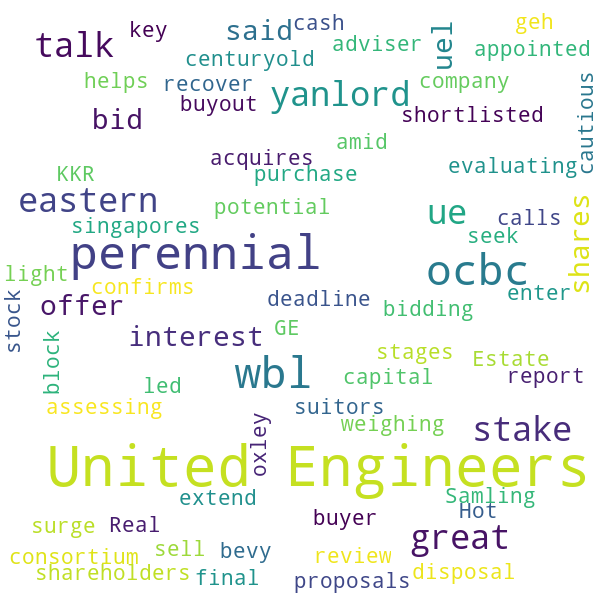 key
cash
geh
talk
said
uel
adviser
appointed
centuryold
helps
recover
company
cautious
buyout
yanlord
shortlisted
bid
amid
acquires
evaluating
KKR
purchase
eastern
potential
ue
calls
shares
singapores
seek
perennial
ocbc
light
confirms
deadline
enter
stock
offer
bidding
interest
GE
block
stages
Estate
wbl
capital
report
led
assessing
suitors
oxley
weighing
stake
United Engineers
extend
Samling
Hot
surge
Real
buyer
great
consortium
sell
bevy
review
shareholders
final
proposals
disposal